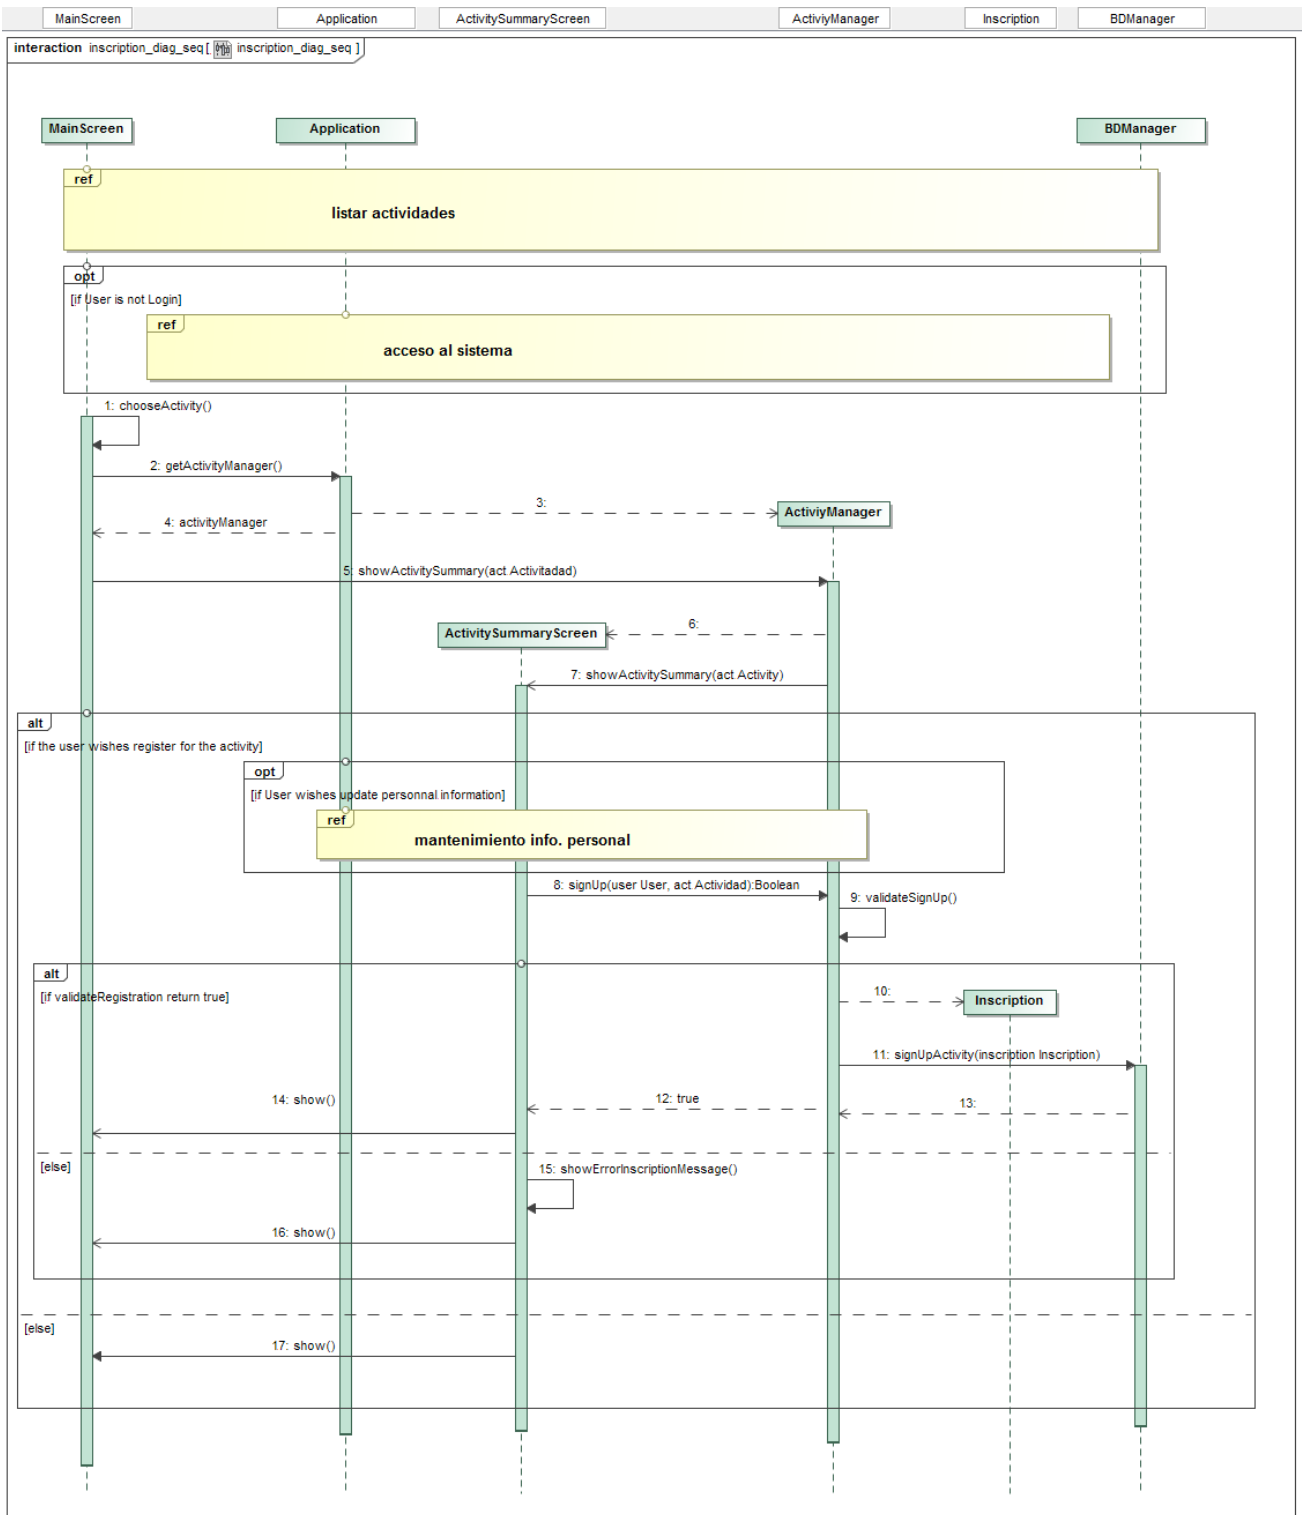 MainScreen
Application
ActivitySummaryScreen
ActiviyManager
Inscription
BDManager
interaction inscription_diag_seq[ inscription_diag_seq ]
MainScreen
Application
BDManager
ref
listar actividades
opt
[if User is not Login]
ref
acceso al sistema
1: chooseActivity()
2: getActivityManager()
3:
ActiviyManager
4: activityManager
5: showActivitySummary(act Activitadad)
6:
ActivitySummaryScreen
7: showActivitySummary(act Activity)
alt
[if the user wishes register for the activity]
opt
[if User wishes update personnal information]
ref
mantenimiento info. personal
8: signUp(user User, act Actividad):Boolean
9: validateSignUp()
alt
[if validateRegistration return true]
10:
Inscription
11: signUpActivity(inscription Inscription)
12: true
13:
14: show()
[else]
15: showErrorInscriptionMessage()
16: show()
[else]
17: show()